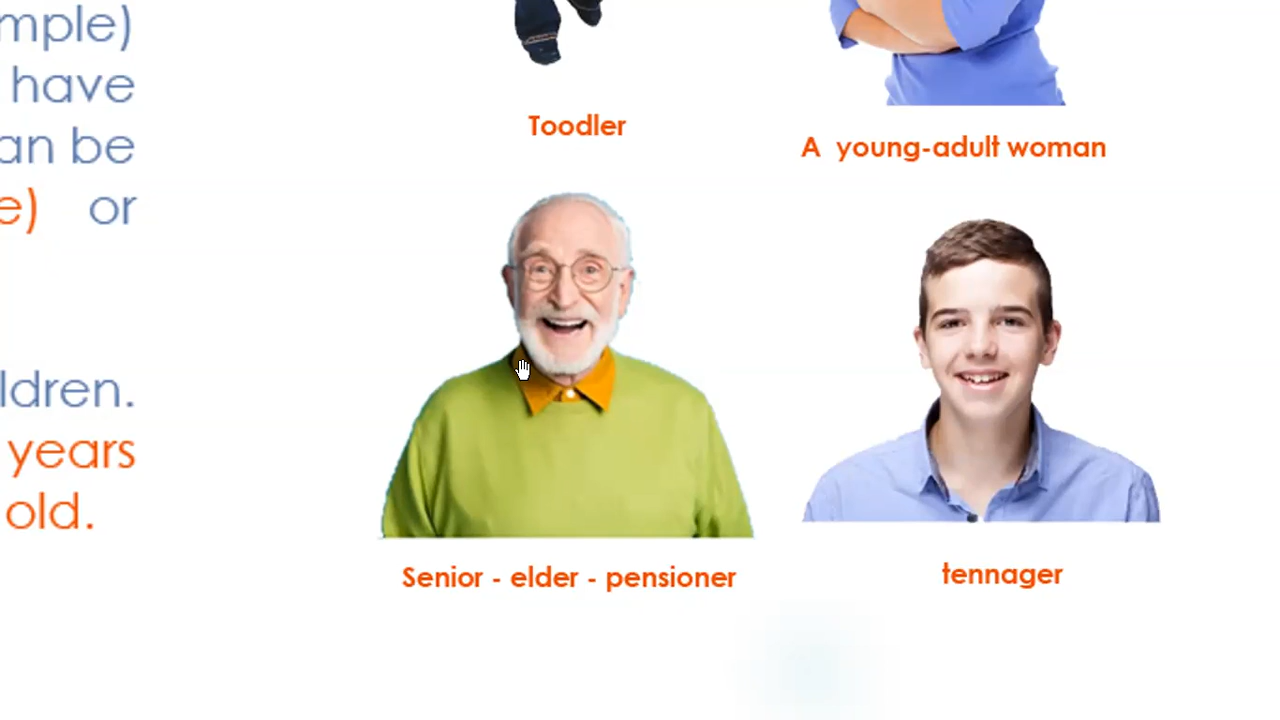 mple)
have
an be
e) or
ldren.
years
old.
Toodler
A young-adult woman
Senior - elder - pensioner
tennager